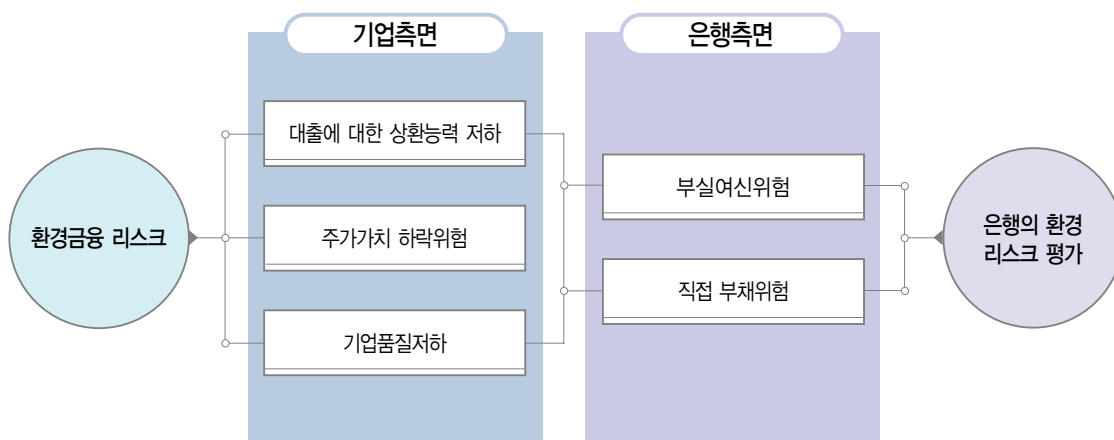 기업측면
은행측면
대출에 대한 상환능력 저하
부실여신위험
환경금융 리스크
주가가치 하락위험
은행의 환경
리스크 평가
직접 부채위험
기업품질저하